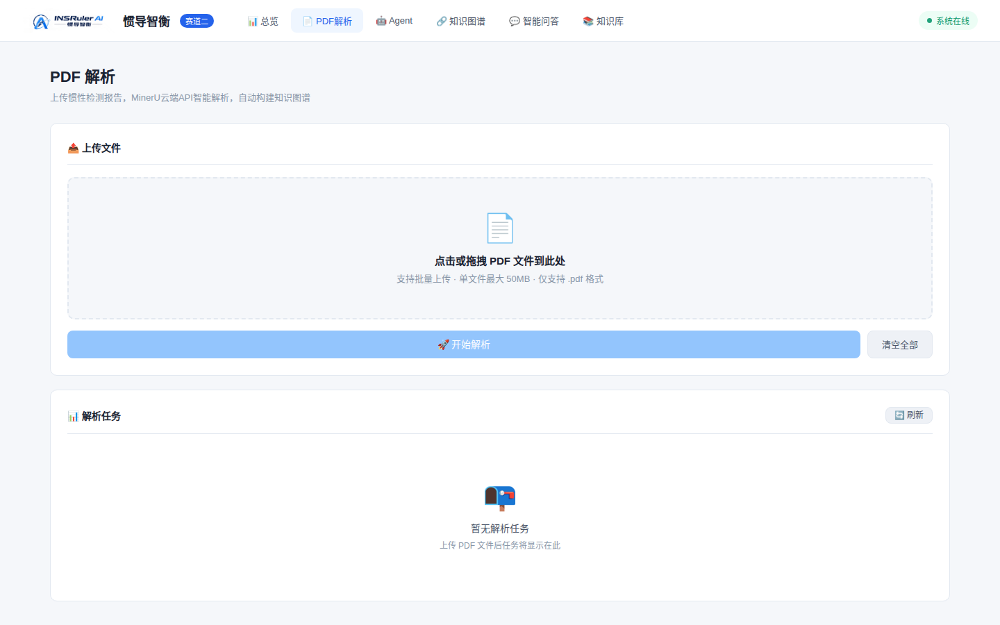 INSRuler AI
惯导智衡
惯导智衡
赛道二
总览
PDF解析
Agent
知识图谱
智能问答
知识库
系统在线
PDF 解析
上传惯性检测报告，MinerU云端API智能解析，自动构建知识图谱
上传文件
点击或拖拽 PDF 文件到此处
支持批量上传 · 单文件最大 50MB · 仅支持 .pdf 格式
开始解析
清空全部
解析任务
刷新
暂无解析任务
上传 PDF 文件后任务将显示在此